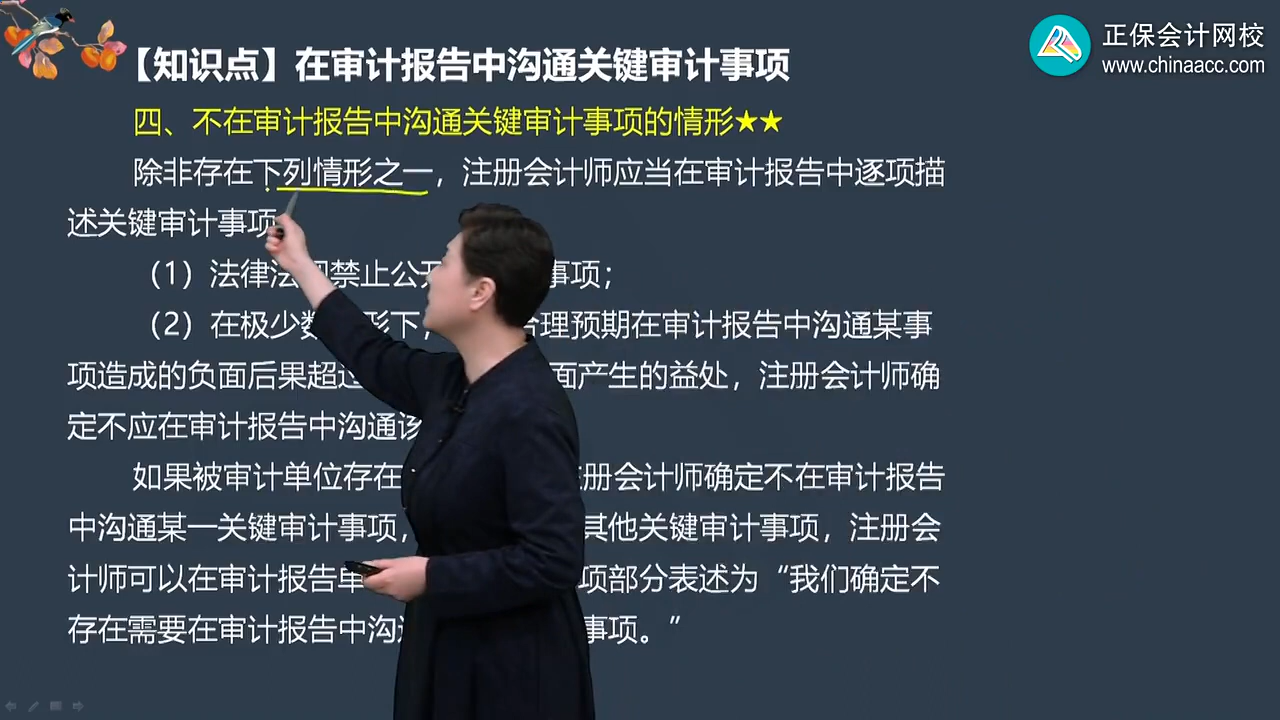 正保会计网校
www.chinaacc.com
【知识点】在审计报告中沟通关键审计事项
四、不在审计报告中沟通关键审计事项的情形★★
除非存在下列情形之一，注册会计师应当在审计报告中逐项描
述关键审计事项
（1）法律法 禁止公 事项；
（2）在极少数 形下， 合理预期在审计报告中沟通某事
项造成的负面后果超 面产生的益处，注册会计师确
定不应在审计报告中沟通该
如果被审计单位存在 注册会计师确定不在审计报告
中沟通某一关键审计事项， 其他关键审计事项，注册会
计师可以在审计报告单 项部分表述为“我们确定不
存在需要在审计报告中沟 事项。”